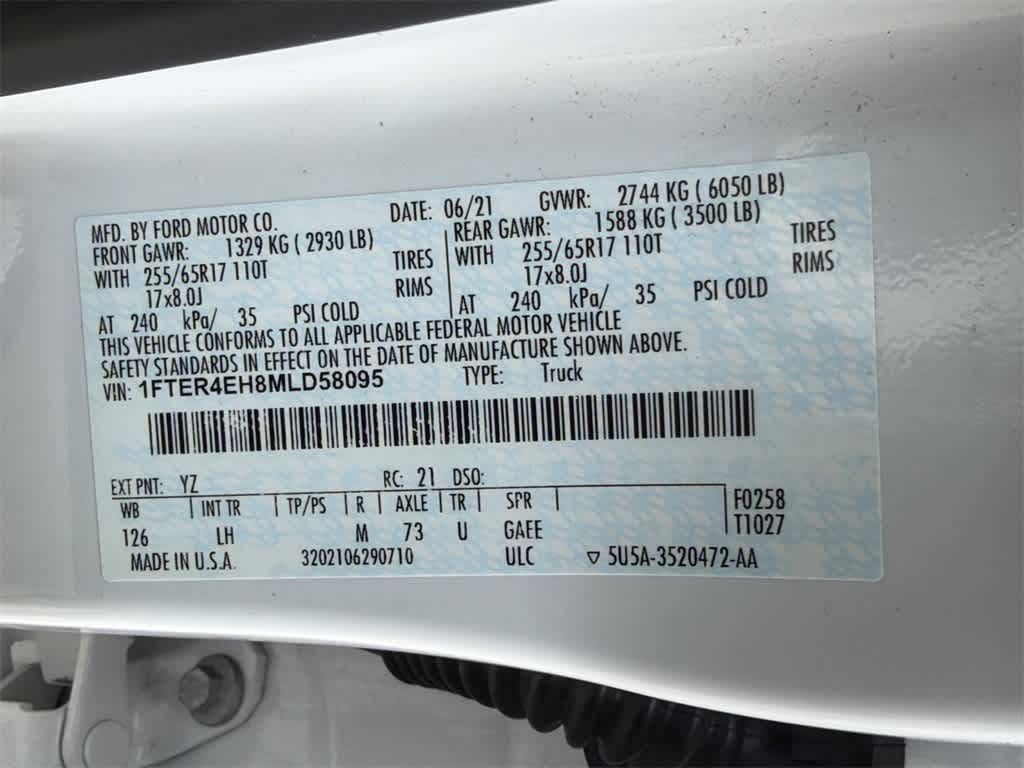 MFD. BY FORD MOTOR CO. DATE: 06/21 GVWR: 2744 KG ( 6050 LB)
FRONT GAWR: 1329 KG ( 2930 LB) REAR GAWR: 1588 KG ( 3500 LB)
WITH 255/65R17 110T TIRES WITH 255/65R17 110T TIRES
17x8.0J RIMS 17x8.0J RIMS
AT 240 kPa/ 35 PSI COLD AT 240 kPa/ 35 PSI COLD
THIS VEHICLE CONFORMS TO ALL APPLICABLE FEDERAL MOTOR VEHICLE
SAFETY STANDARDS IN EFFECT ON THE DATE OF MANUFACTURE SHOWN ABOVE.
VIN: 1FTER4EH8MLD58095 TYPE: Truck
EXT PNT: YZ RC: 21 DSO:
WB INT TR TP/PS R AXLE TR SPR F0258
126 LH M 73 U GAEE T1027
MADE IN U.S.A. 3202106290710 ULC ▽ 5U5A-3520472-AA